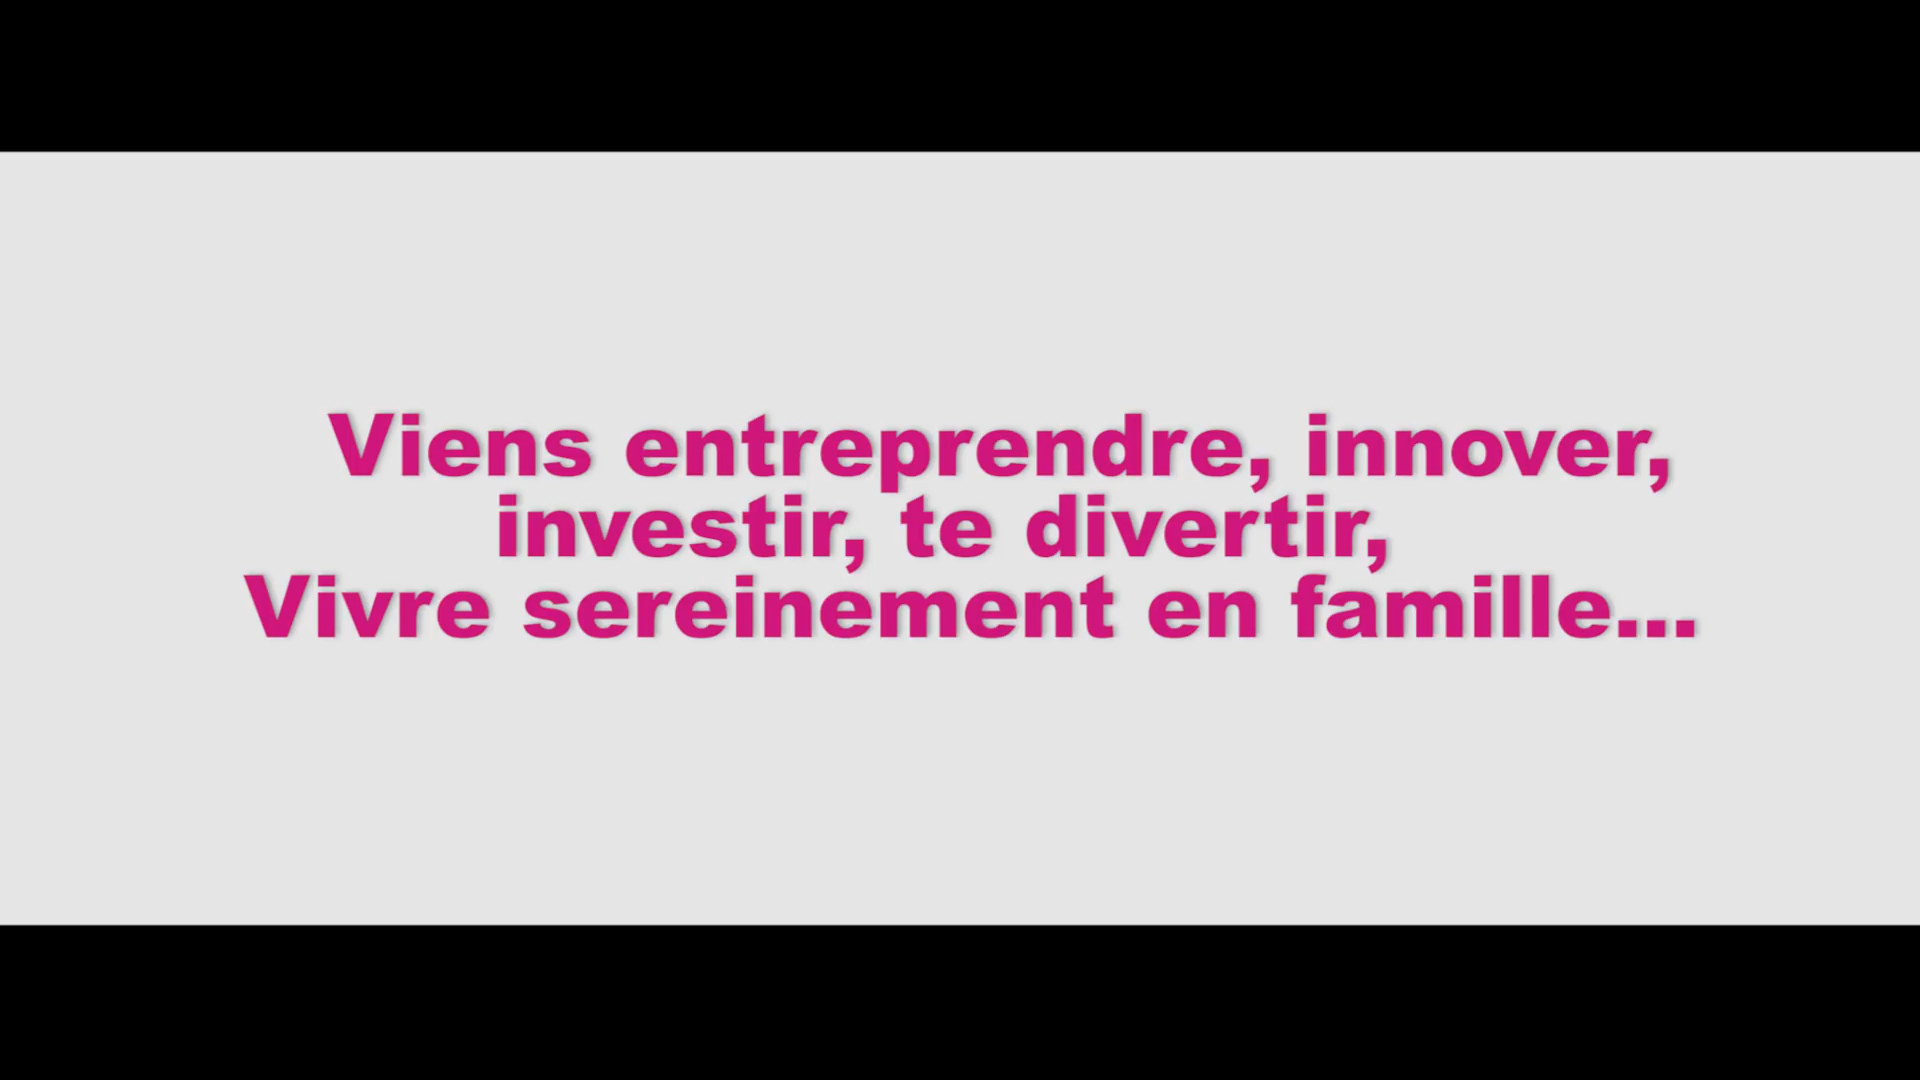 Viens entreprendre, innover,
investir, te divertir,
Vivre sereinement en famille...